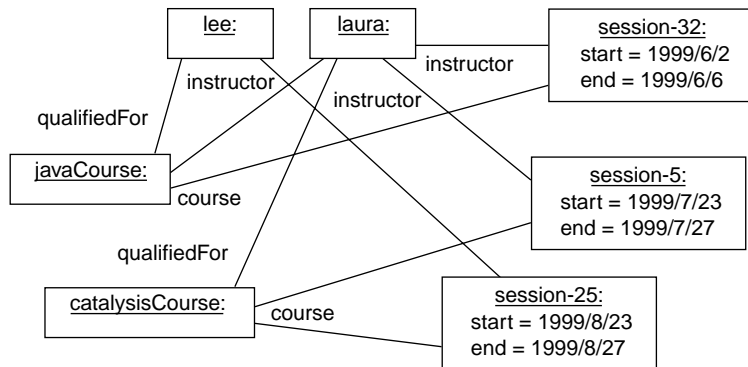 lee:
laura:
session-32:
start = 1999/6/2
end = 1999/6/6
instructor
instructor
instructor
qualifiedFor
javaCourse:
course
session-5:
start = 1999/7/23
end = 1999/7/27
qualifiedFor
catalysisCourse:
course
session-25:
start = 1999/8/23
end = 1999/8/27